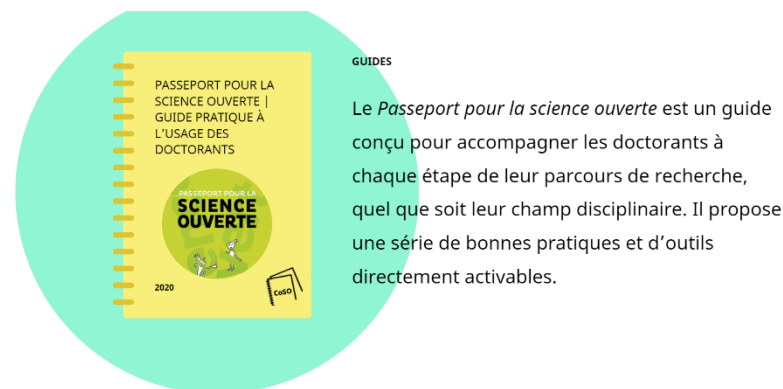 PASSEPORT POUR LA
SCIENCE OUVERTE |
GUIDE PRATIQUE À
L’USAGE DES
DOCTORANTS
PASSEPORT POUR LA
SCIENCE
OUVERTE
2020
CoSO
GUIDES
Le Passeport pour la science ouverte est un guide
conçu pour accompagner les doctorants à
chaque étape de leur parcours de recherche,
quel que soit leur champ disciplinaire. Il propose
une série de bonnes pratiques et d’outils
directement activables.